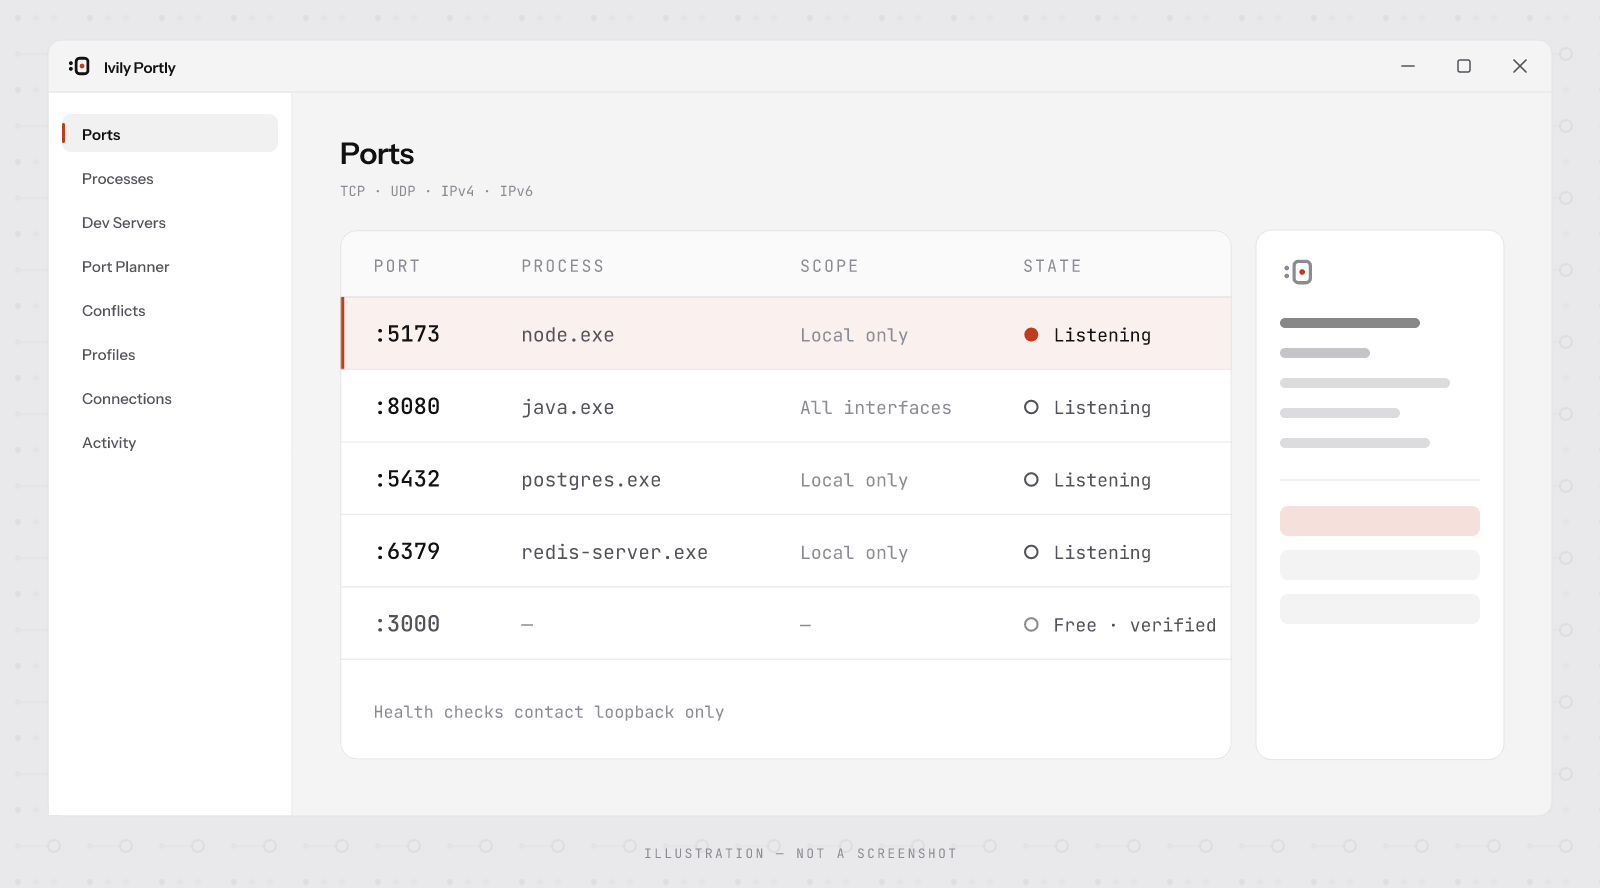 Ivily Portly
Ports
Processes
Dev Servers
Port Planner
Conflicts
Profiles
Connections
Activity
Ports
TCP · UDP · IPv4 · IPv6
PORT PROCESS SCOPE STATE
:5173 node.exe Local only Listening
:8080 java.exe All interfaces Listening
:5432 postgres.exe Local only Listening
:6379 redis-server.exe Local only Listening
:3000 — — Free · verified
Health checks contact loopback only
ILLUSTRATION — NOT A SCREENSHOT